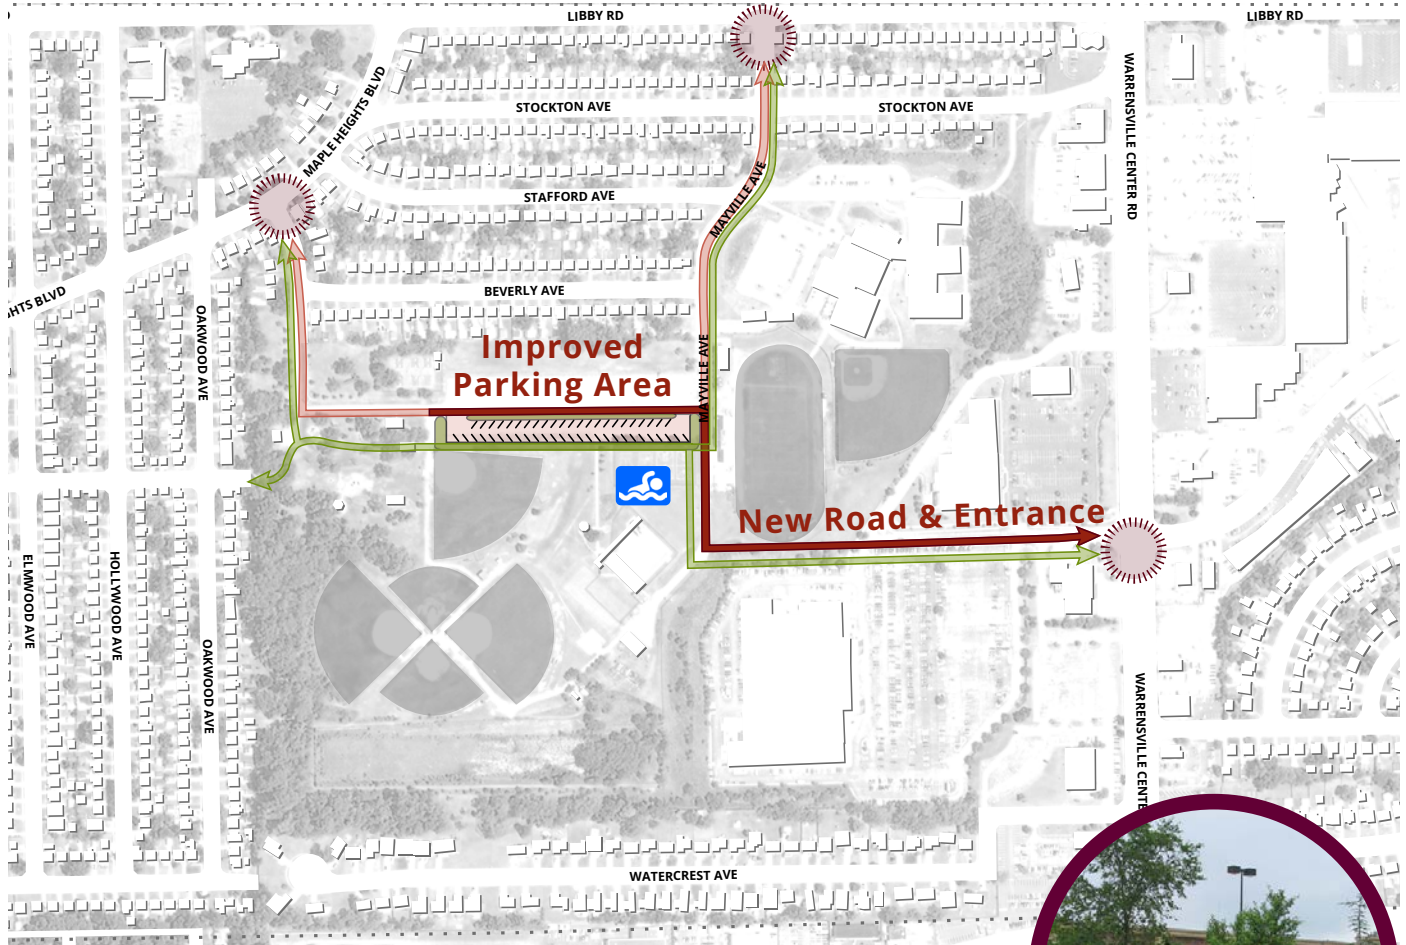 LIBBY RD
LIBBY RD
MAPLE HEIGHTS BLVD
WARRENSVILLE CENTER RD
STOCKTON AVE
STOCKTON AVE
STAFFORD AVE
MAYVILLE AVE
GHTS BLVD
BEVERLY AVE
OAKWOOD AVE
Improved
Parking Area
MAYVILLE AVE
New Road & Entrance
ELMWOOD AVE
HOLLYWOOD AVE
OAKWOOD AVE
WARRENSVILLE CENTE
WATERCREST AVE